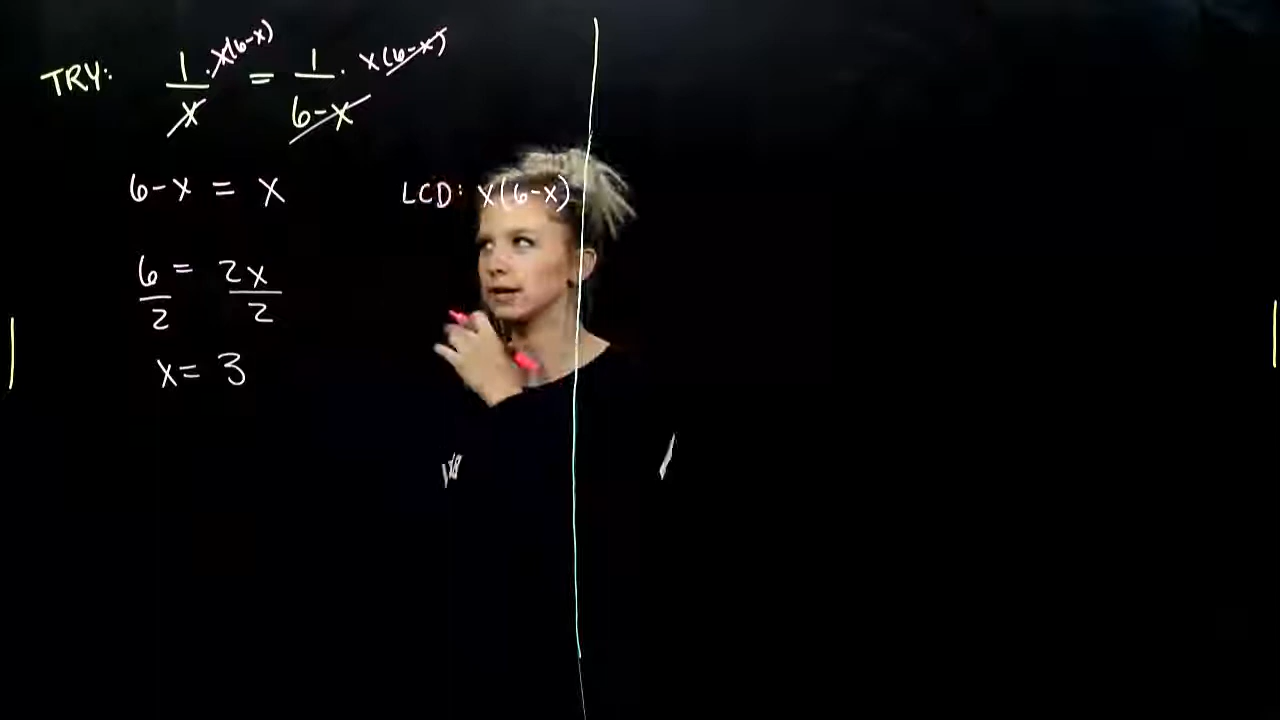 TRY: 1/x · x(6-x) = 1/6-x · x(6-x)
6-x = x
LCD: x(6-x)
6/2 = 2x/2
x = 3